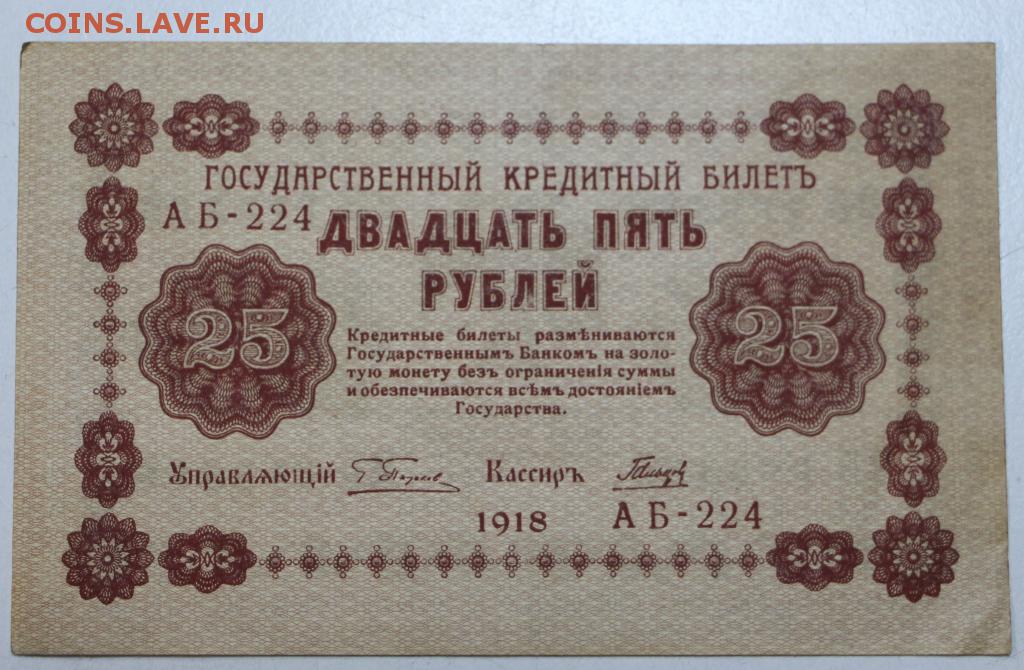 COINS.LAVE.RU
ГОСУДАРСТВЕННЫЙ КРЕДИТНЫЙ БИЛЕТЪ
АБ-224
ДВАДЦАТЬ ПЯТЬ
РУБЛЕЙ
25
25
Кредитные билеты размѣниваются
Государственнымъ Банкомъ на золо-
тую монету безъ ограниченія суммы
и обезпечиваются всѣмъ достояніемъ
Государства.
Управляющій
Кассиръ
1918
АБ-224